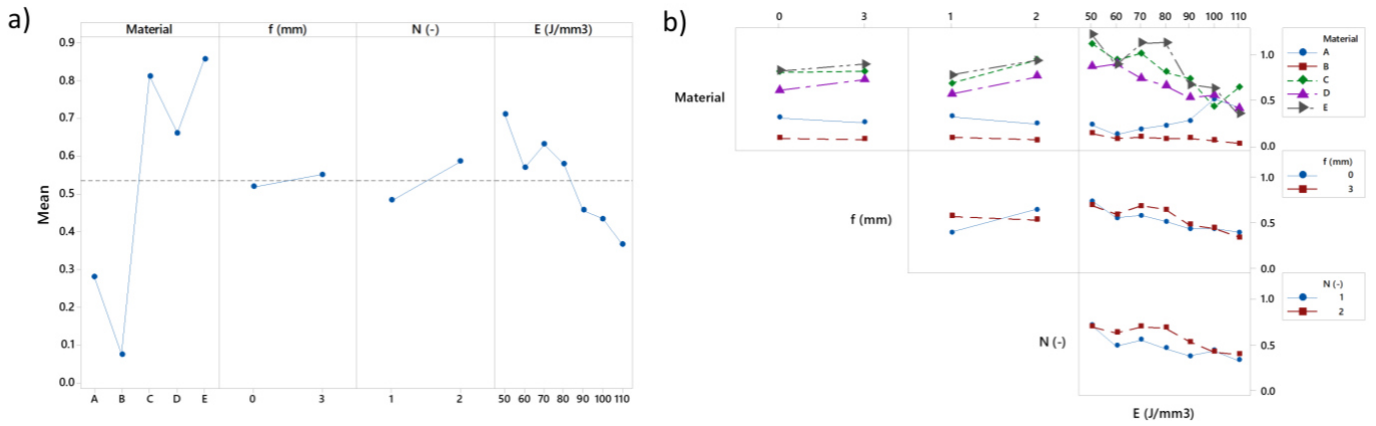 a)
Material f (mm) N (-) E (J/mm3)
0.9
0.8
0.7
0.6
0.5
0.4
0.3
0.2
0.1
0.0
Mean
A B C D E 0 3 1 2 50 60 70 80 90 100 110
b)
0 3 1 2 50 60 70 80 90 100 110
Material
1.0
0.5
0.0
Material
A
B
C
D
E
f (mm)
1.0
0.5
0.0
f (mm)
0
3
N (-)
1.0
0.5
0.0
N (-)
1
2
E (J/mm3)